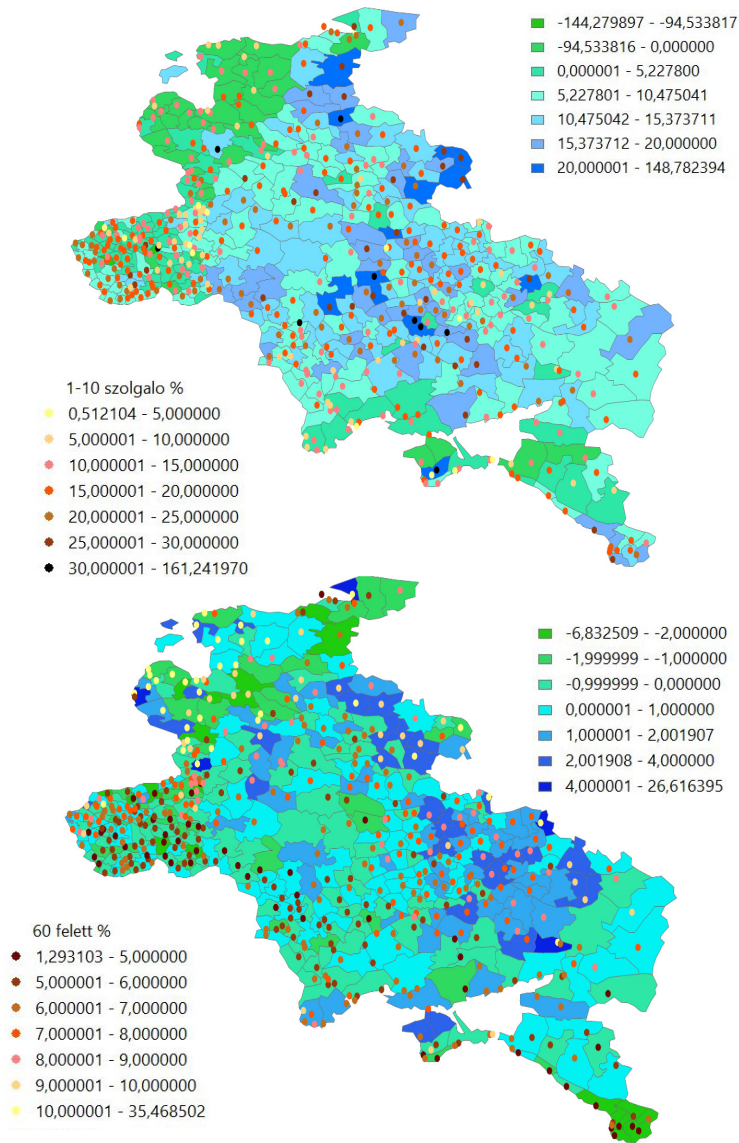 -144,279897 - -94,533817
-94,533816 - 0,000000
0,000001 - 5,227800
5,227801 - 10,475041
10,475042 - 15,373711
15,373712 - 20,000000
20,000001 - 148,782394
1-10 szolgalo %
0,512104 - 5,000000
5,000001 - 10,000000
10,000001 - 15,000000
15,000001 - 20,000000
20,000001 - 25,000000
25,000001 - 30,000000
30,000001 - 161,241970
-6,832509 - -2,000000
-1,999999 - -1,000000
-0,999999 - 0,000000
0,000001 - 1,000000
1,000001 - 2,001907
2,001908 - 4,000000
4,000001 - 26,616395
60 felett %
1,293103 - 5,000000
5,000001 - 6,000000
6,000001 - 7,000000
7,000001 - 8,000000
8,000001 - 9,000000
9,000001 - 10,000000
10,000001 - 35,468502